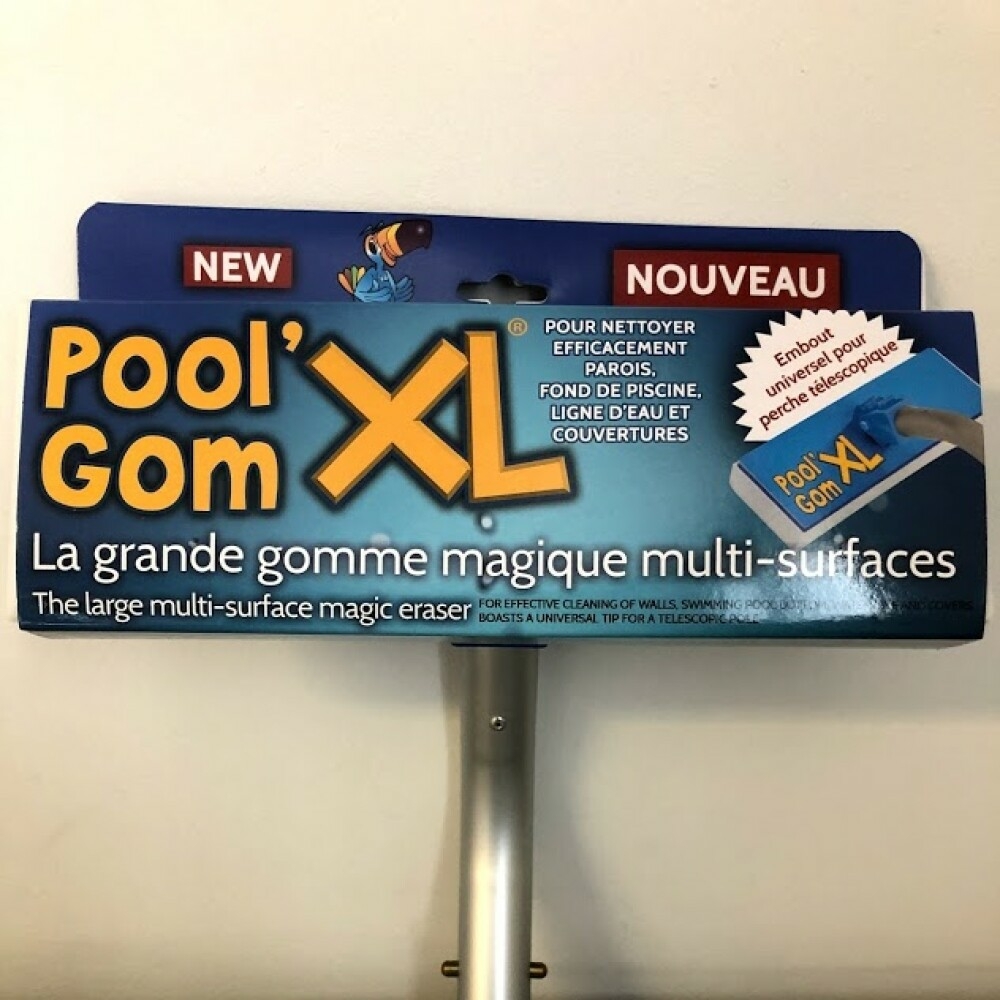 NEW
NOUVEAU
Pool'
Gom
XL®
POUR NETTOYER
EFFICACEMENT
PAROIS,
FOND DE PISCINE,
LIGNE D'EAU ET
COUVERTURES
Embout
universel pour
perche télescopique
Pool'
Gom XL
La grande gomme magique multi-surfaces
The large multi-surface magic eraser
FOR EFFECTIVE CLEANING OF WALLS, SWIMMING POOL AND COVERS
BOASTS A UNIVERSAL TIP FOR A TELESCOPIC POLE